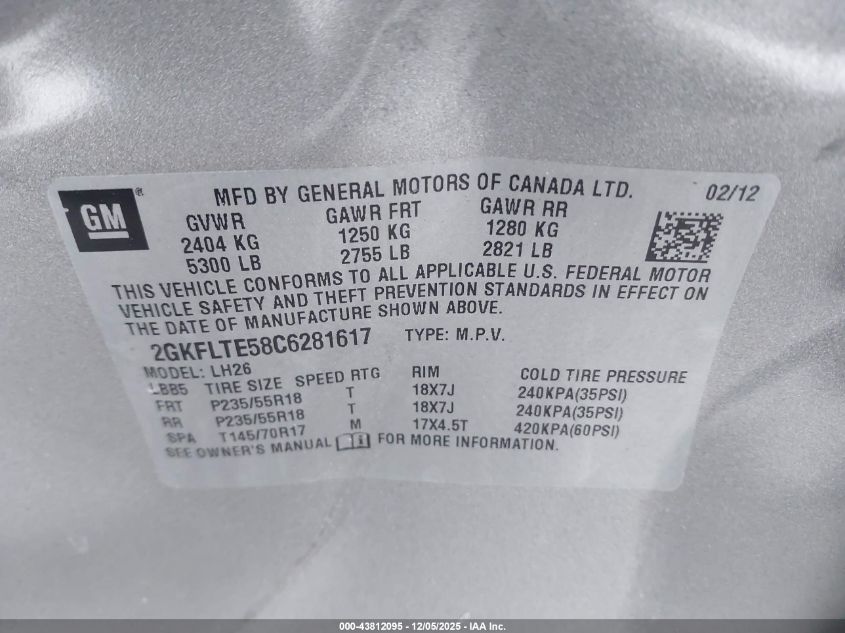 GM®
MFD BY GENERAL MOTORS OF CANADA LTD. 02/12
GVWR GAWR FRT GAWR RR
2404 KG 1250 KG 1280 KG
5300 LB 2755 LB 2821 LB
THIS VEHICLE CONFORMS TO ALL APPLICABLE U.S. FEDERAL MOTOR
VEHICLE SAFETY AND THEFT PREVENTION STANDARDS IN EFFECT ON
THE DATE OF MANUFACTURE SHOWN ABOVE.
2GKFLTE58C6281617 TYPE: M.P.V.
MODEL: LH26
LBB5 TIRE SIZE SPEED RTG RIM COLD TIRE PRESSURE
FRT P235/55R18 T 18X7J 240KPA(35PSI)
RR P235/55R18 T 18X7J 240KPA(35PSI)
SPA T145/70R17 M 17X4.5T 420KPA(60PSI)
SEE OWNER'S MANUAL FOR MORE INFORMATION.
000-43812095 - 12/05/2025 - IAA Inc.